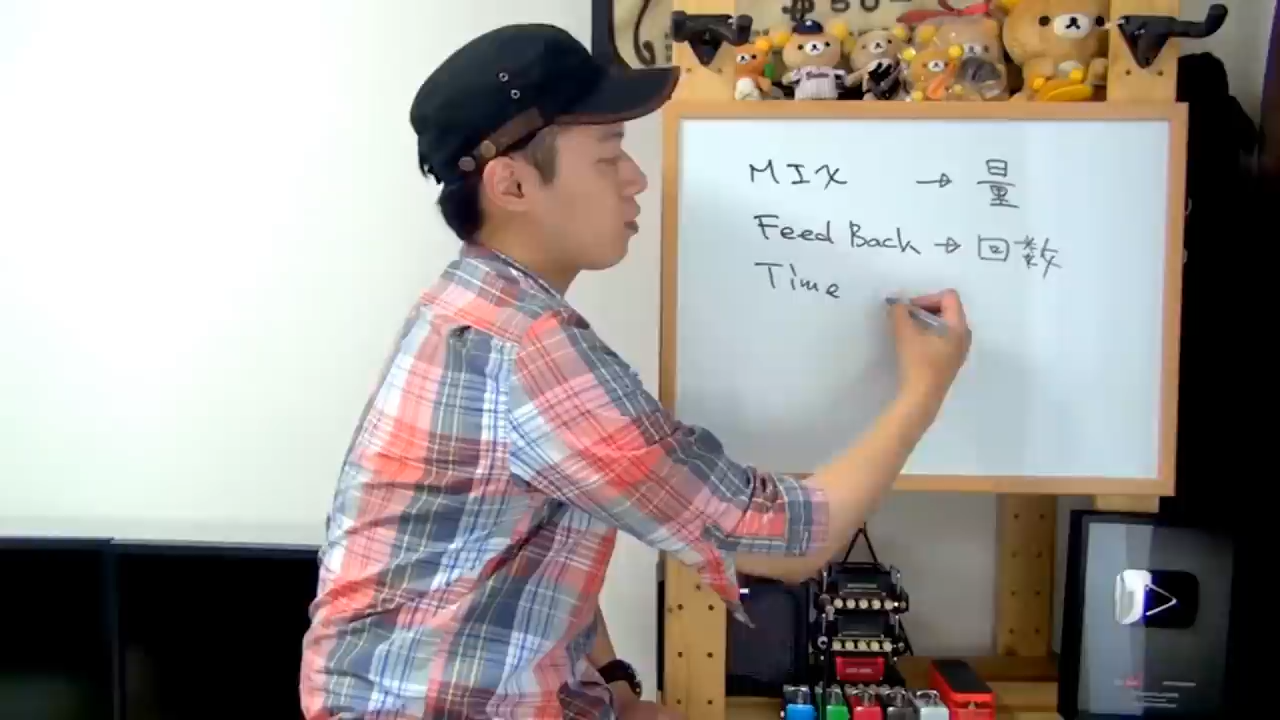 MIX → 量
Feed Back → 回数
Time